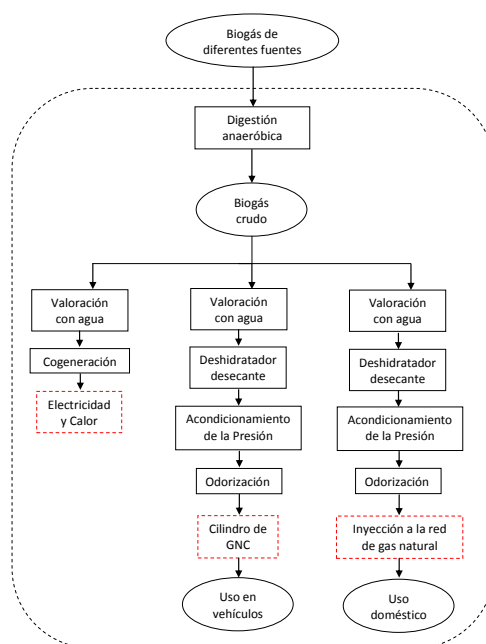 Biogás de
diferentes fuentes
Digestión
anaeróbica
Biogás
crudo
Valoración
con agua
Cogeneración
Electricidad
y Calor
Valoración
con agua
Deshidratador
desecante
Acondicionamiento
de la Presión
Odorización
Cilindro de
GNC
Uso en
vehículos
Valoración
con agua
Deshidratador
desecante
Acondicionamiento
de la Presión
Odorización
Inyección a la red
de gas natural
Uso
doméstico